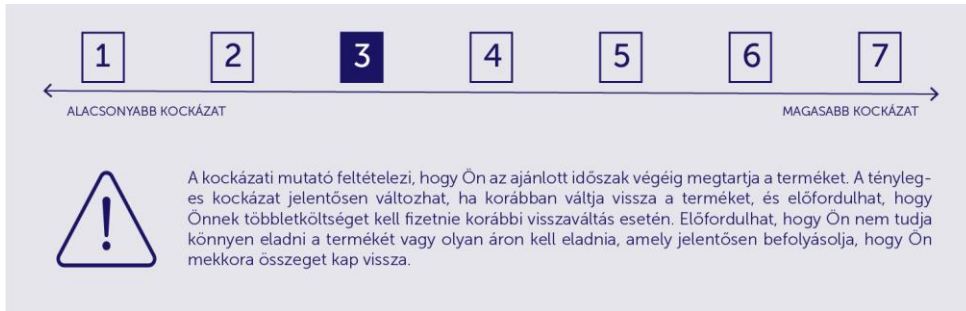 1 2 3 4 5 6 7
ALACSONYABB KOCKÁZAT MAGASABB KOCKÁZAT
A kockázati mutató feltételezi, hogy Ön az ajánlott időszak végéig megtartja a terméket. A tényleg-
es kockázat jelentősen változhat, ha korábban váltja vissza a terméket, és előfordulhat, hogy
Önnek többletköltséget kell fizetnie korábbi visszaváltás esetén. Előfordulhat, hogy Ön nem tudja
könnyen eladni a termékét vagy olyan áron kell eladnia, amely jelentősen befolyásolja, hogy Ön
mekkora összeget kap vissza.